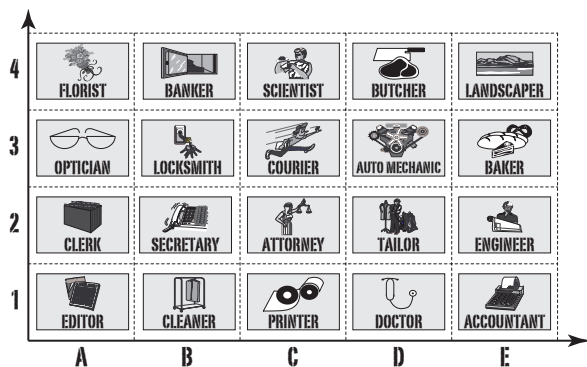 4
FLORIST
BANKER
SCIENTIST
BUTCHER
LANDSCAPER
3
OPTICIAN
LOCKSMITH
COURIER
AUTO MECHANIC
BAKER
2
CLERK
SECRETARY
ATTORNEY
TAILOR
ENGINEER
1
EDITOR
CLEANER
PRINTER
DOCTOR
ACCOUNTANT
A B C D E